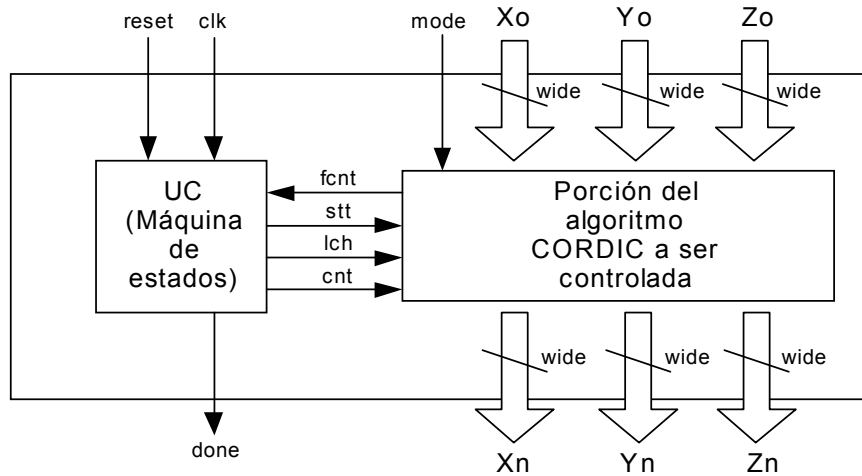 reset
clk
mode
Xo
Yo
Zo
wide
wide
wide
UC
(Máquina
de
estados)
fcnt
stt
lch
cnt
Porción del
algoritmo
CORDIC a ser
controlada
wide
wide
wide
done
Xn
Yn
Zn